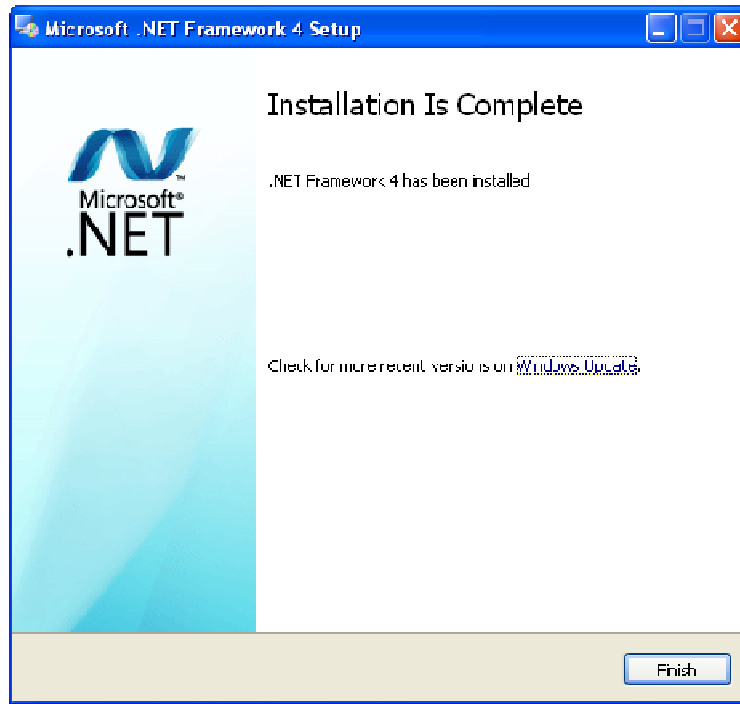 Microsoft .NET Framework 4 Setup
Installation Is Complete
Microsoft®
.NET
™
.NET Framework 4 has been installed
Check for more recent versions on Windows Update.
Finish